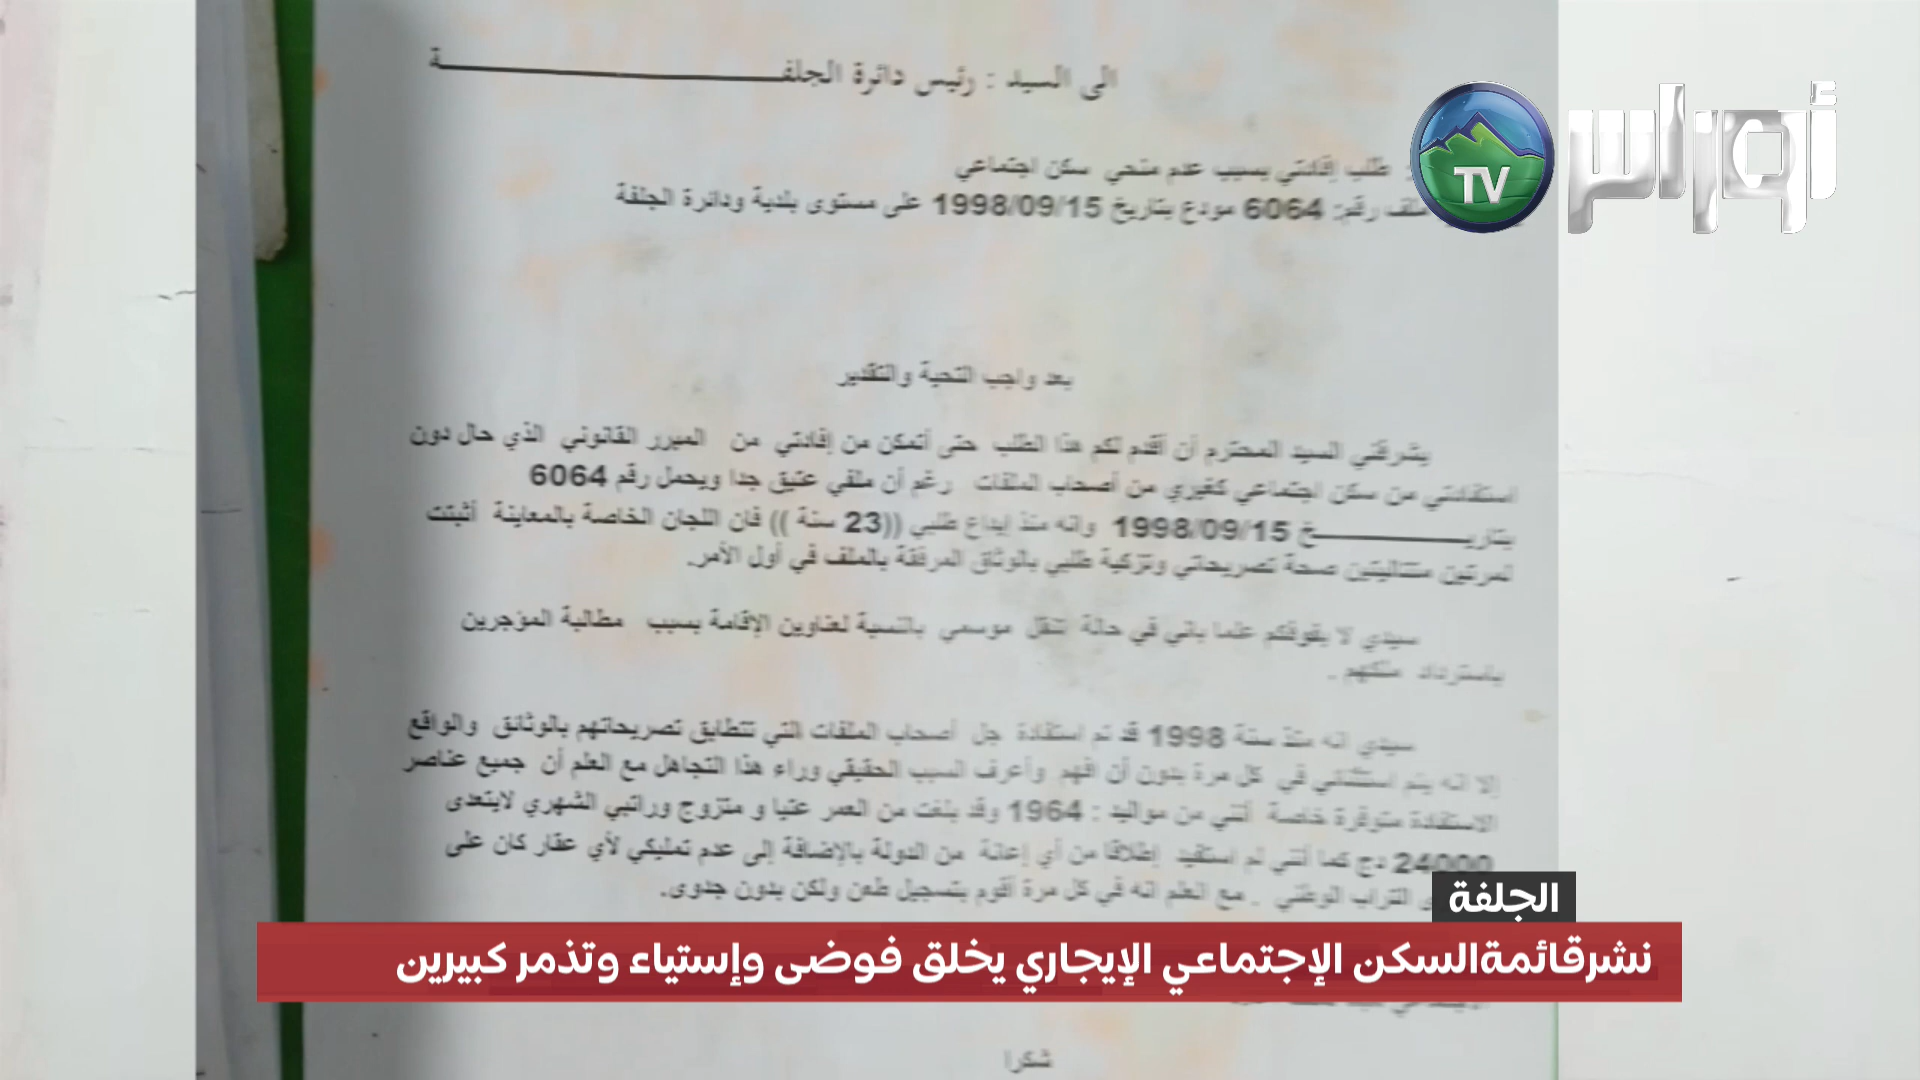 الى السيد : رئيس دائرة الجلفـــــــــــــة
أوراس
TV
طلب إفادتي بسبب عدم منحي سكن اجتماعي
ملف رقم: 6064 مودع بتاريخ 1998/09/15 على مستوى بلدية ودائرة الجلفة
بعد واجب التحية والتقدير
يشرفني السيد المحترم أن أقدم لكم هذا الطلب حتى أتمكن من إفادتي من المبرر القانوني الذي حال دون
استفادتي من سكن اجتماعي كغيري من أصحاب الملفات رغم أن ملفي عتيق جدا ويحمل رقم 6064
بتاريــــــــــــخ 1998/09/15 وانه منذ إيداع طلبي ((23 سنة )) فان اللجان الخاصة بالمعاينة أثبتت
لمرتين متتاليتين صحة تصريحاتي وتزكية طلبي بالوثاق المرفقة بالملف في أول الأمر.
سيدي لا يفوتكم علما باني في حالة تنقل موسمي بالنسبة لعناوين الإقامة بسبب مطالبة المؤجرين
باسترداد ملكهم .
سيدي انه منذ سنة 1998 قد تم استفادة جل أصحاب الملفات التي تتطابق تصريحاتهم بالوثائق والواقع
إلا انه يتم استثنائي في كل مرة بدون أن افهم وأعرف السبب الحقيقي وراء هذا التجاهل مع العلم أن جميع عناصر
الاستفادة متوفرة خاصة أنني من مواليد : 1964 وقد بلغت من العمر عتيا و متزوج وراتبي الشهري لايتعدى
24000 دج كما أنني لم استفيد إطلاقا من أي إعانة من الدولة بالإضافة إلى عدم تمليكي لأي عقار كان على
التراب الوطني . مع العلم انه في كل مرة أقوم بتسجيل طعن ولكن بدون جدوى.
الجلفة
نشرقائمةالسكن الإجتماعي الإيجاري يخلق فوضى وإستياء وتذمر كبيرين
شكرا